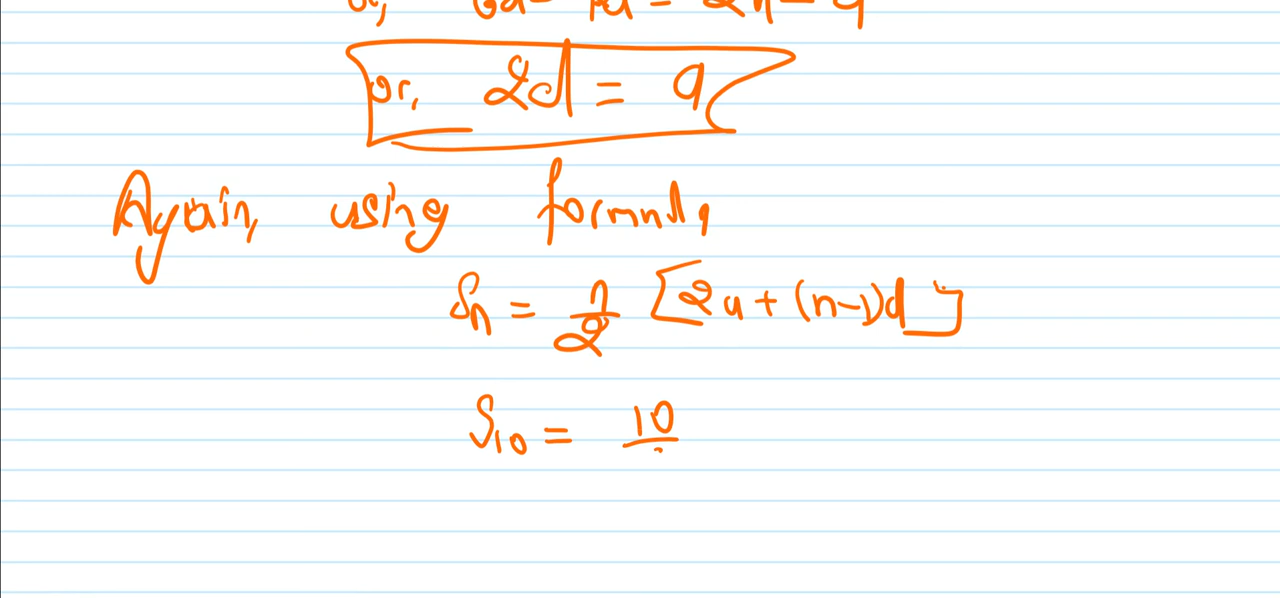 or, 2d = a
Again, using formula
Sn = n/2 [2a + (n-1)d]
S10 = 10